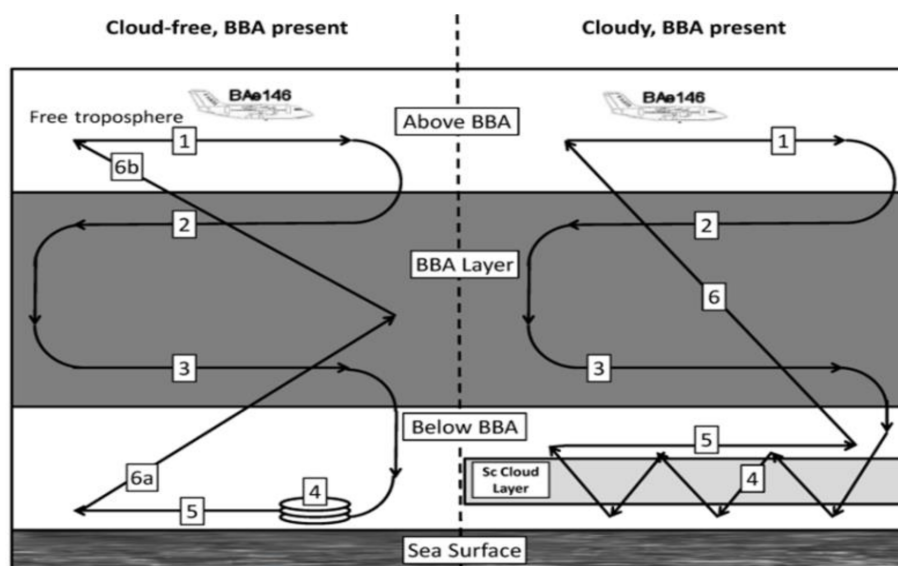 Cloud-free, BBA present
Cloudy, BBA present
BAe146
BAe146
Free troposphere
Above BBA
1
1
6b
2
2
BBA Layer
6
3
3
Below BBA
5
6a
4
Sc Cloud
Layer
4
5
Sea Surface